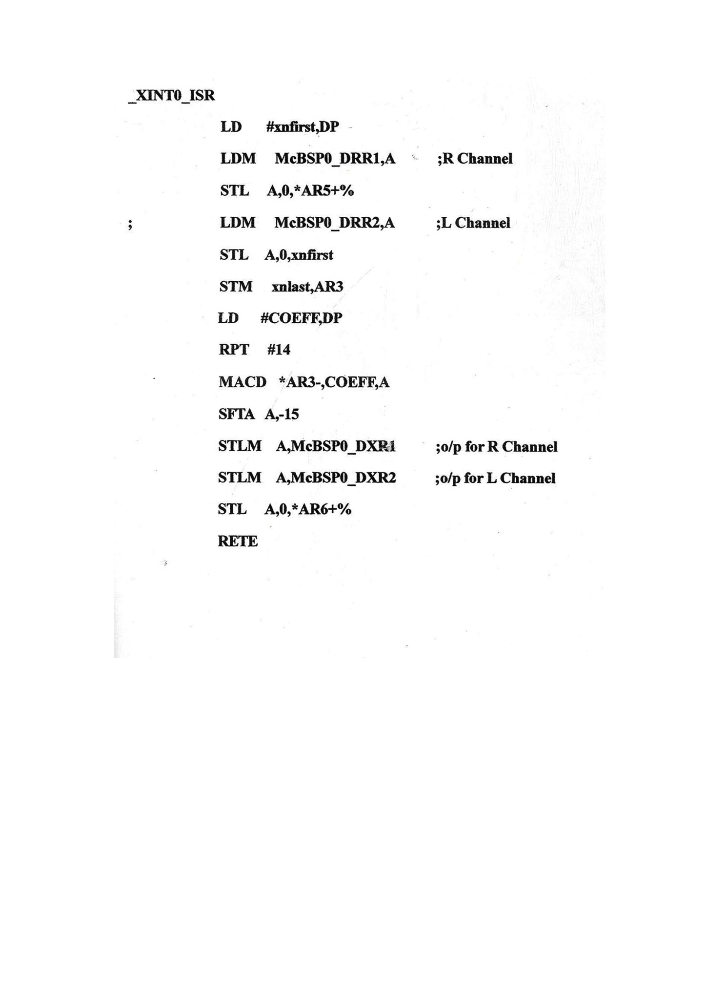 _XINT0_ISR
LD #xnfirst,DP
LDM McBSP0_DRR1,A ;R Channel
STL A,0,*AR5+%
; LDM McBSP0_DRR2,A ;L Channel
STL A,0,xnfirst
STM xnlast,AR3
LD #COEFF,DP
RPT #14
MACD *AR3-,COEFF,A
SFTA A,-15
STLM A,McBSP0_DXR1 ;o/p for R Channel
STLM A,McBSP0_DXR2 ;o/p for L Channel
STL A,0,*AR6+%
RETE